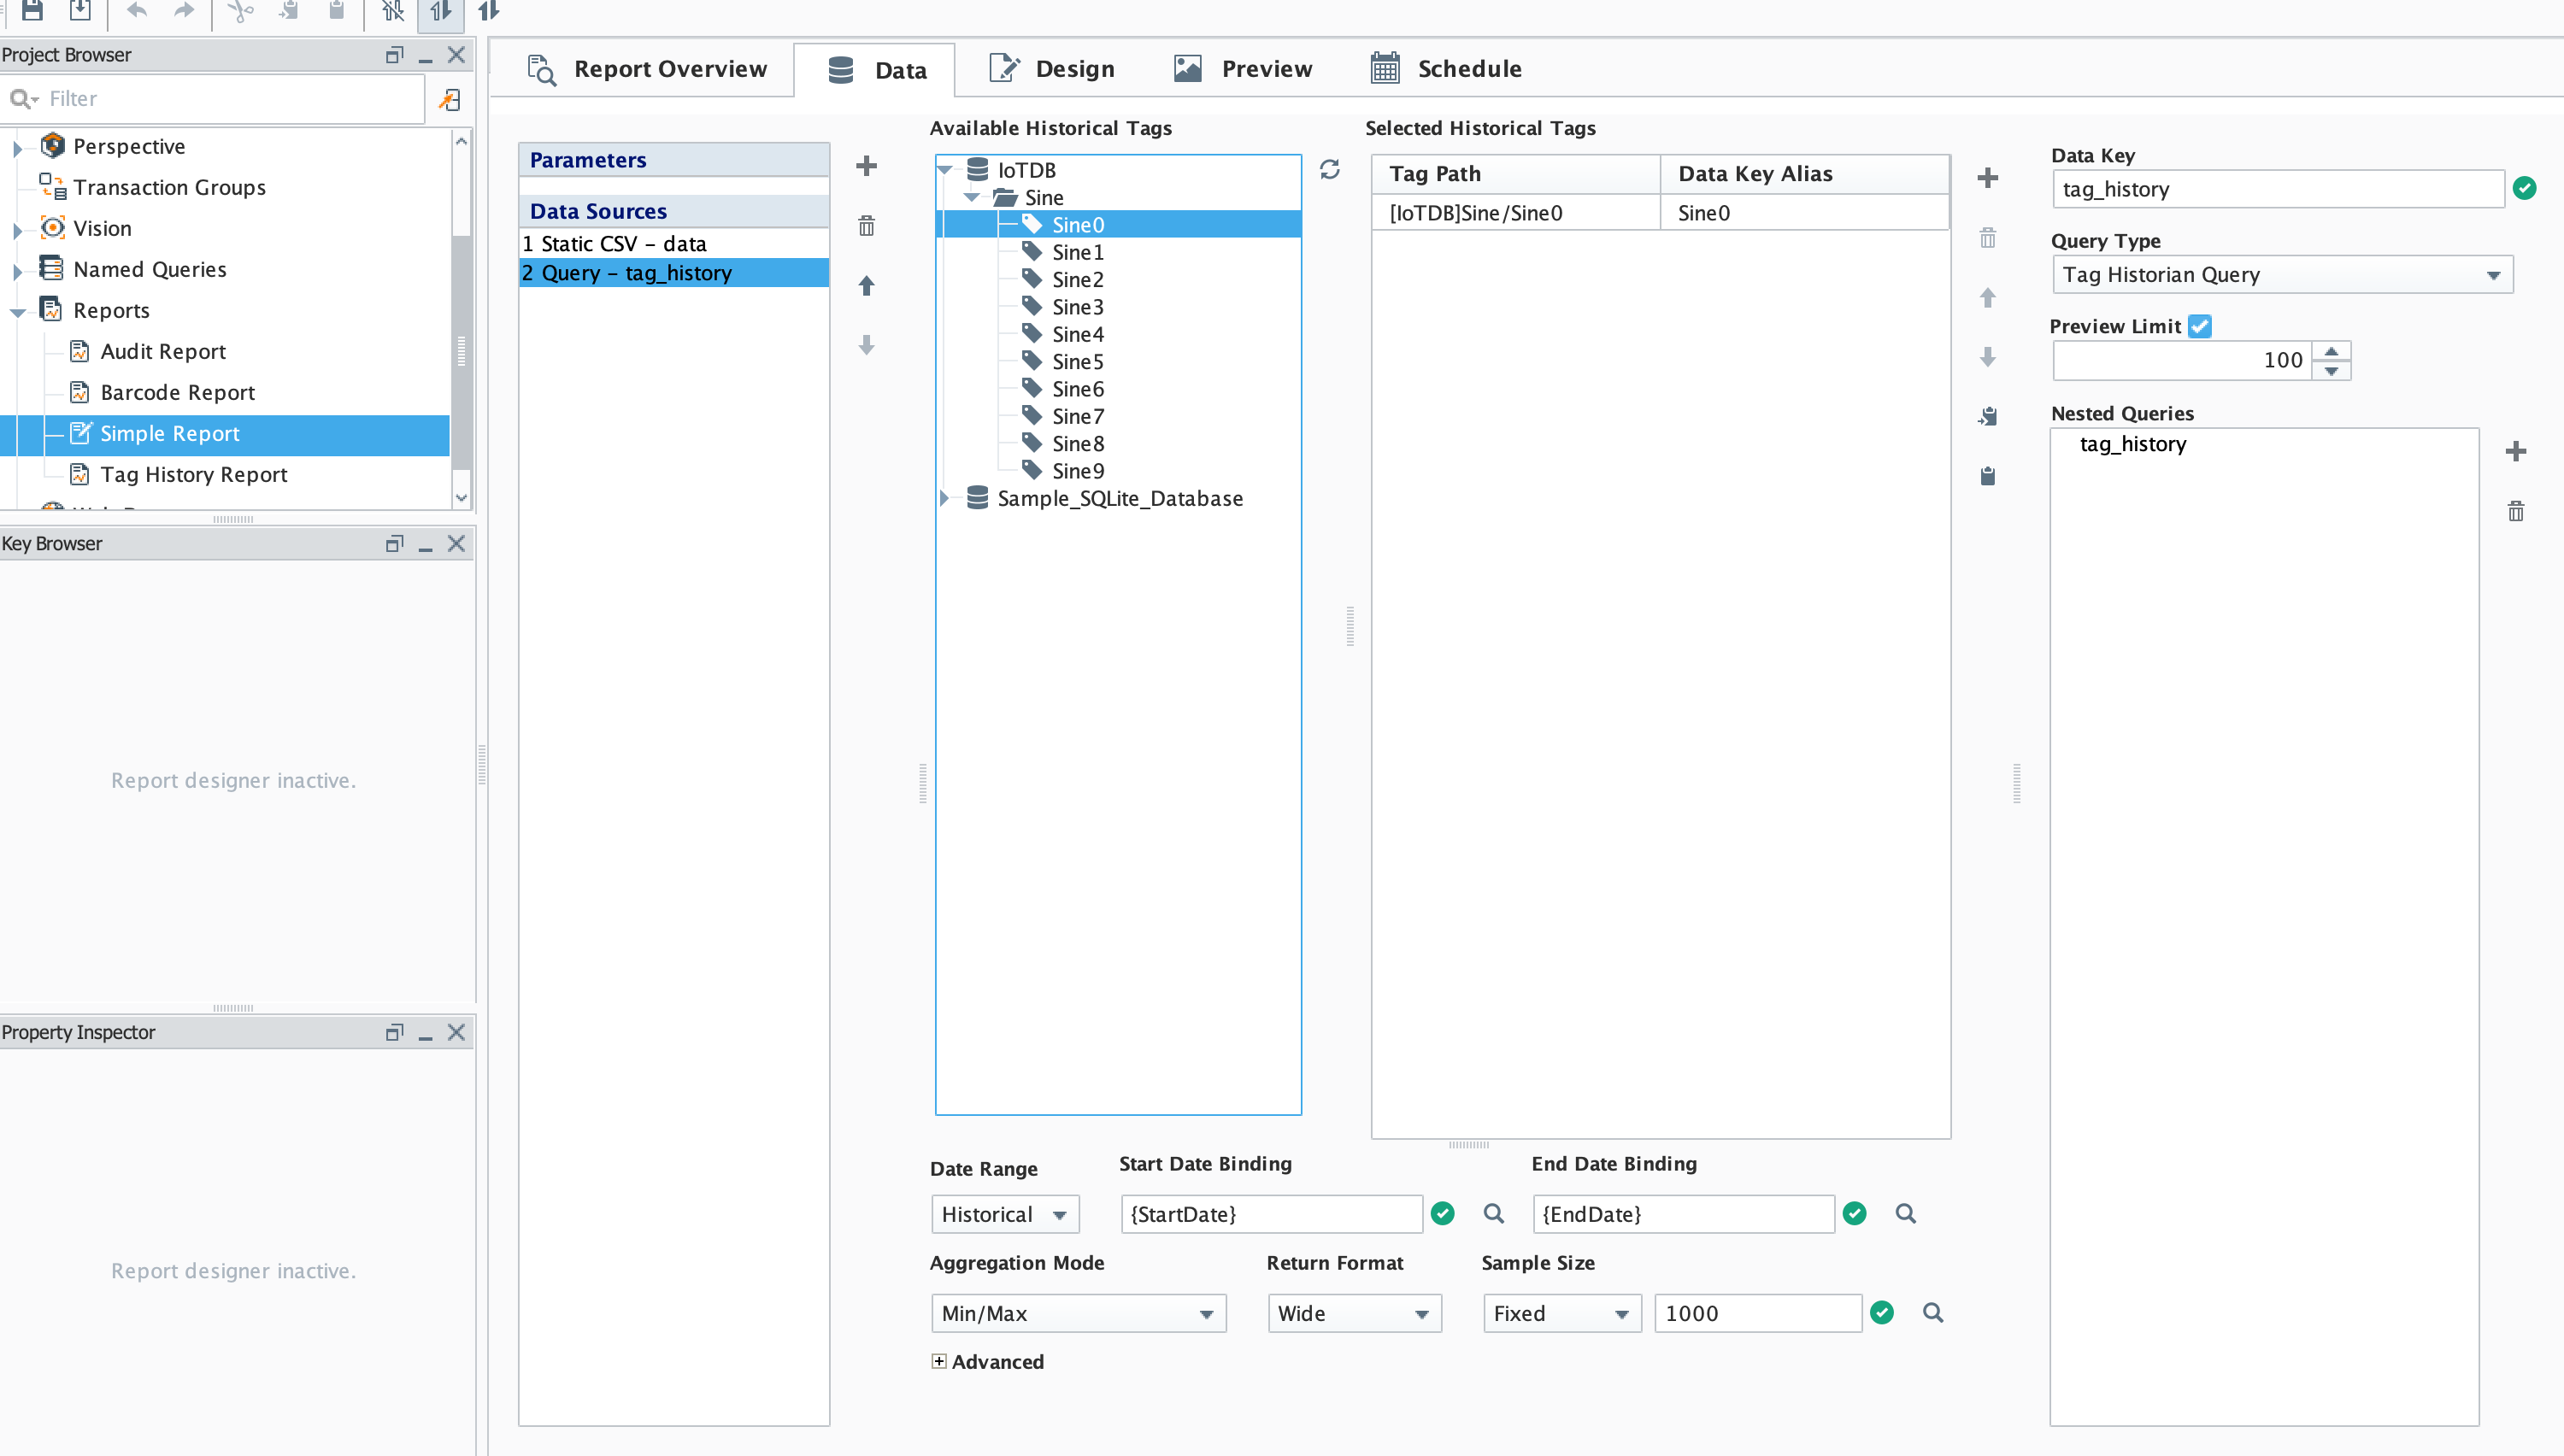 Project Browser
Filter
Perspective
Transaction Groups
Vision
Named Queries
Reports
Audit Report
Barcode Report
Simple Report
Tag History Report
Key Browser
Report designer inactive.
Property Inspector
Report designer inactive.
Report Overview
Data
Design
Preview
Schedule
Parameters
Data Sources
1 Static CSV - data
2 Query - tag_history
Available Historical Tags
IoTDB
Sine
Sine0
Sine1
Sine2
Sine3
Sine4
Sine5
Sine6
Sine7
Sine8
Sine9
Sample_SQLite_Database
Selected Historical Tags
Tag Path Data Key Alias
[IoTDB]Sine/Sine0 Sine0
Data Key
tag_history
Query Type
Tag Historian Query
Preview Limit
100
Nested Queries
tag_history
Date Range Start Date Binding End Date Binding
Historical {StartDate} {EndDate}
Aggregation Mode Return Format Sample Size
Min/Max Wide Fixed 1000
Advanced